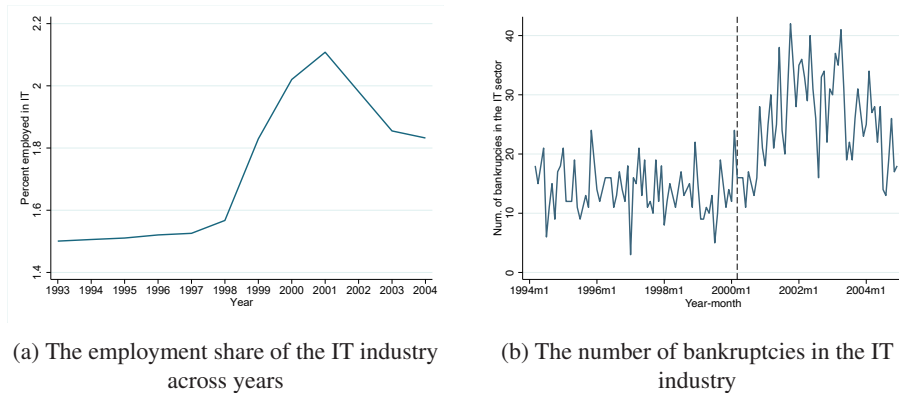 2.2
2
1.8
1.6
1.4
Percent employed in IT
1993 1994 1995 1996 1997 1998 1999 2000 2001 2002 2003 2004
Year
(a) The employment share of the IT industry
across years
40
30
20
10
0
Num. of bankruptcies in the IT sector
1994m1 1996m1 1998m1 2000m1 2002m1 2004m1
Year-month
(b) The number of bankruptcies in the IT
industry